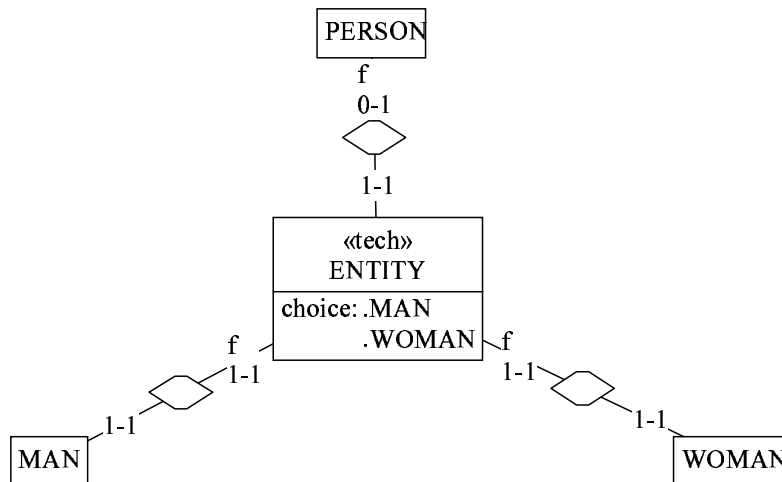 PERSON
f
0-1
1-1
«tech»
ENTITY
choice: .MAN
.WOMAN
f
1-1
f
1-1
1-1
1-1
MAN
WOMAN